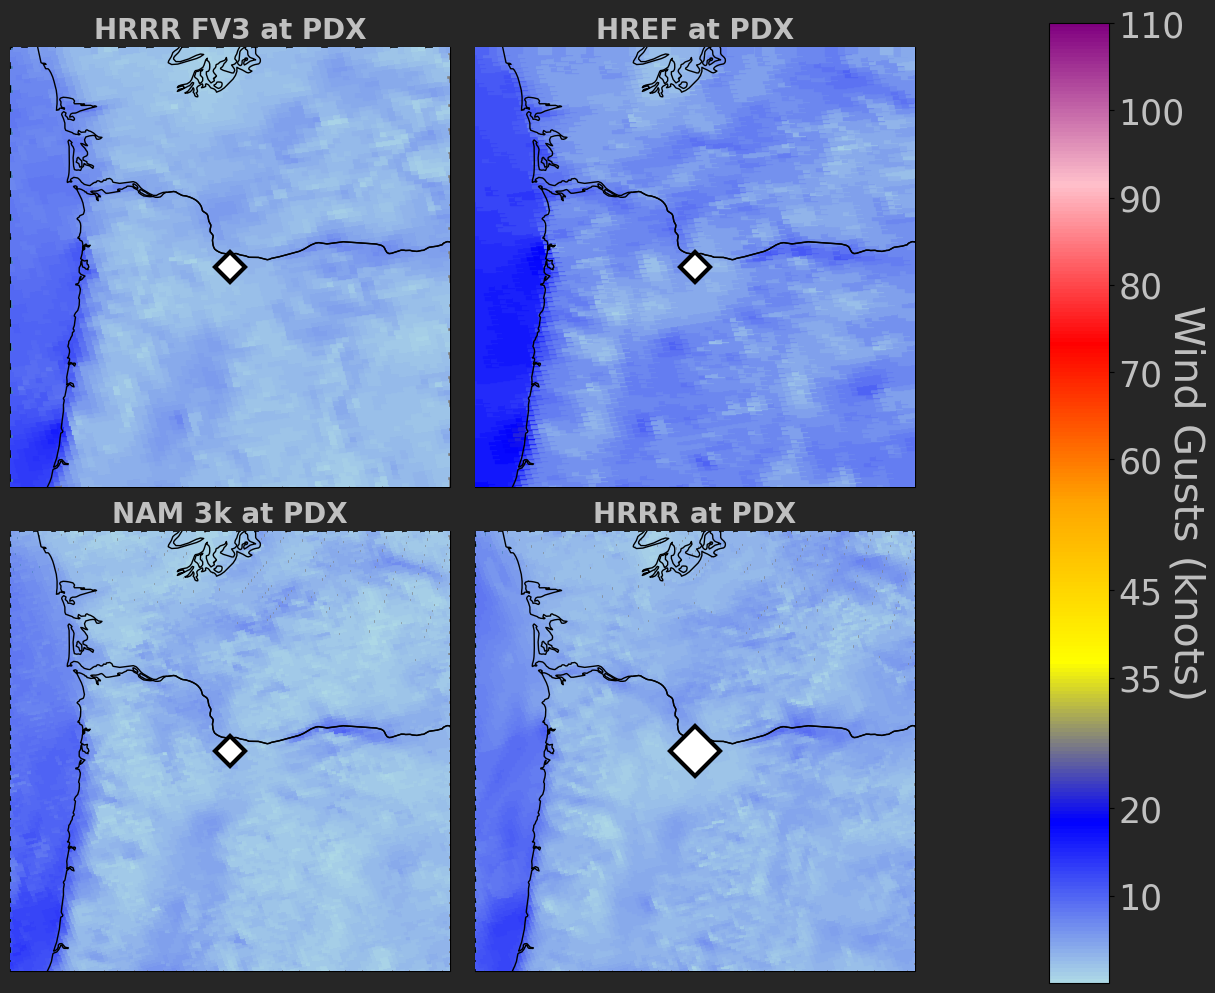 HRRR FV3 at PDX
HREF at PDX
NAM 3k at PDX
HRRR at PDX
110
100
90
80
70
60
45
35
20
10
Wind Gusts (knots)